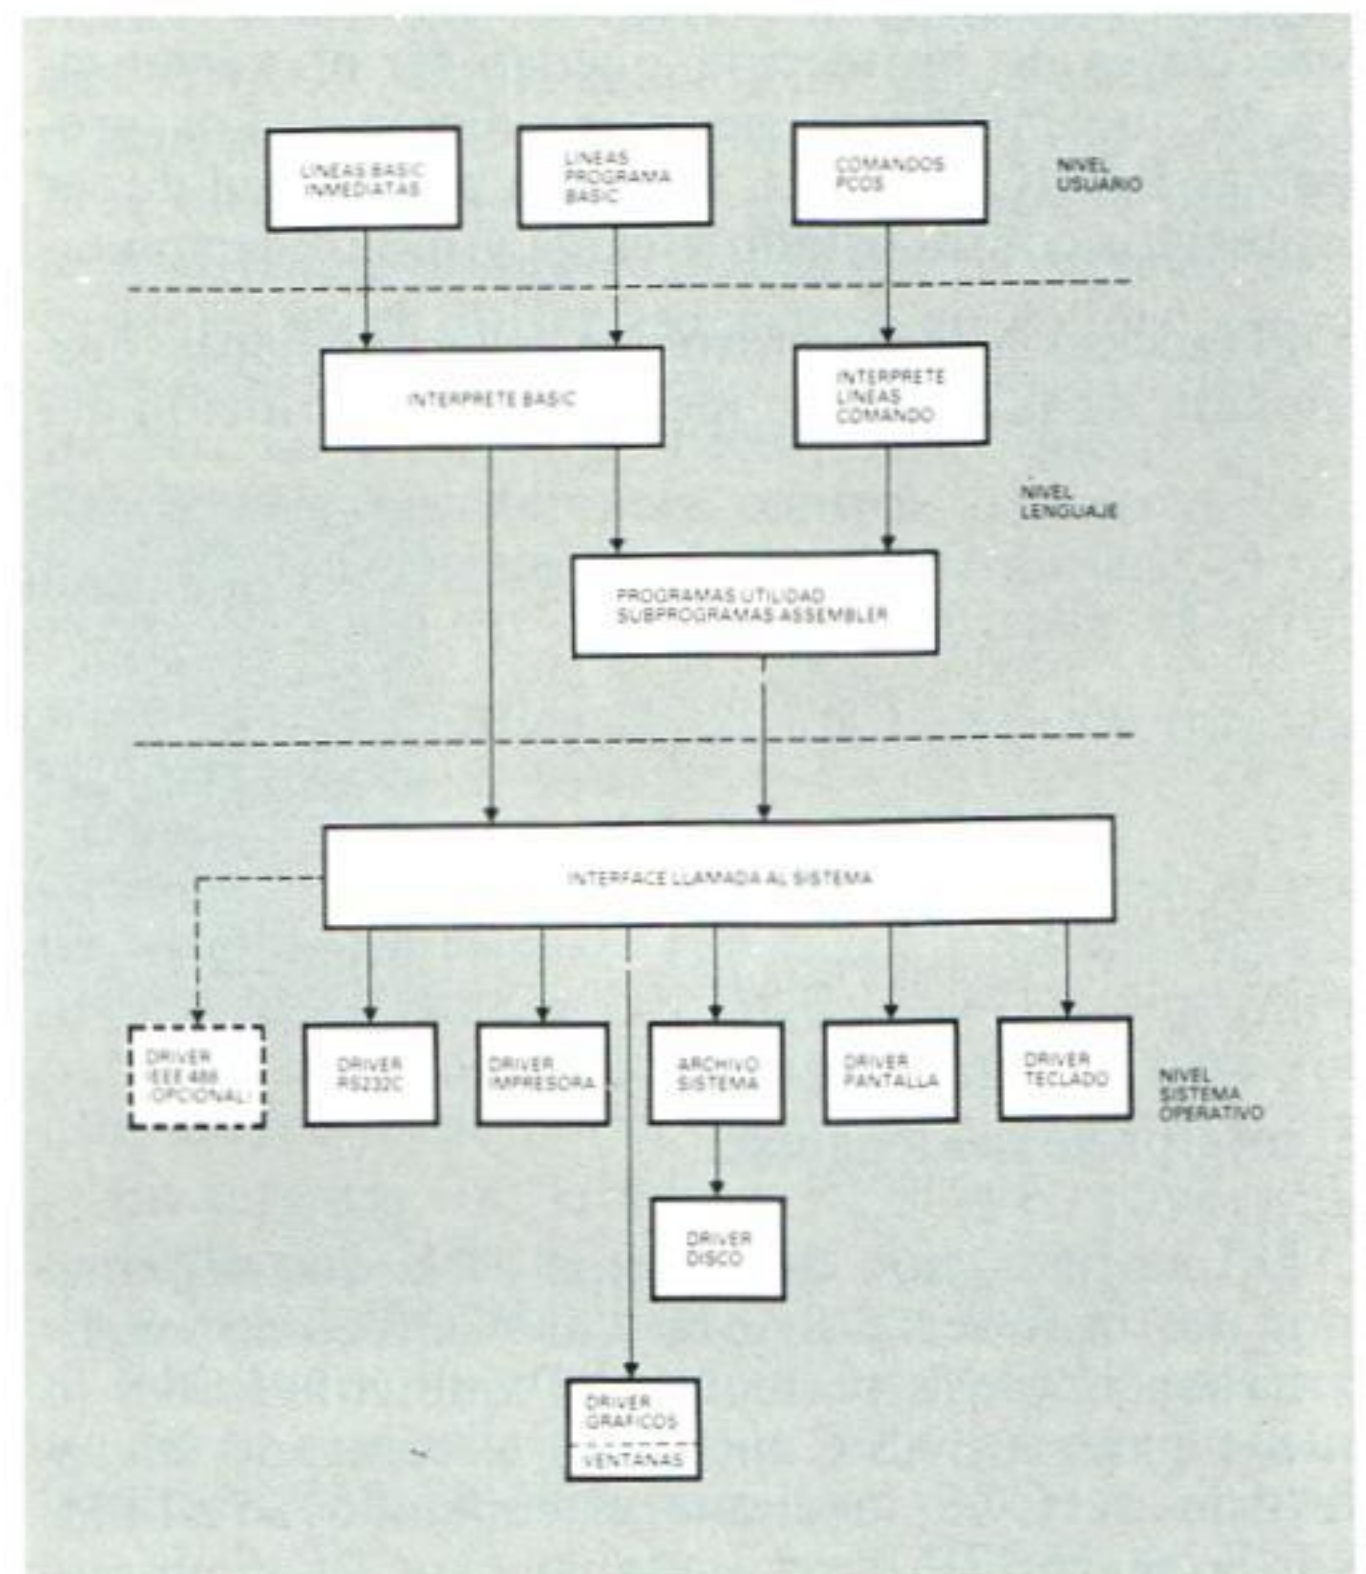 LINEAS BASIC
INMEDIATAS
LINEAS
PROGRAMA
BASIC
COMANDOS
PCOS
NIVEL
USUARIO
INTERPRETE BASIC
INTERPRETE
LINEAS
COMANDO
NIVEL
LENGUAJE
PROGRAMAS UTILIDAD
SUBPROGRAMAS ASSEMBLER
INTERFACE LLAMADA AL SISTEMA
DRIVER
IEEE 488
(OPCIONAL)
DRIVER
RS232C
DRIVER
IMPRESORA
ARCHIVO
SISTEMA
DRIVER
PANTALLA
DRIVER
TECLADO
NIVEL
SISTEMA
OPERATIVO
DRIVER
DISCO
DRIVER
GRAFICOS
VENTANAS